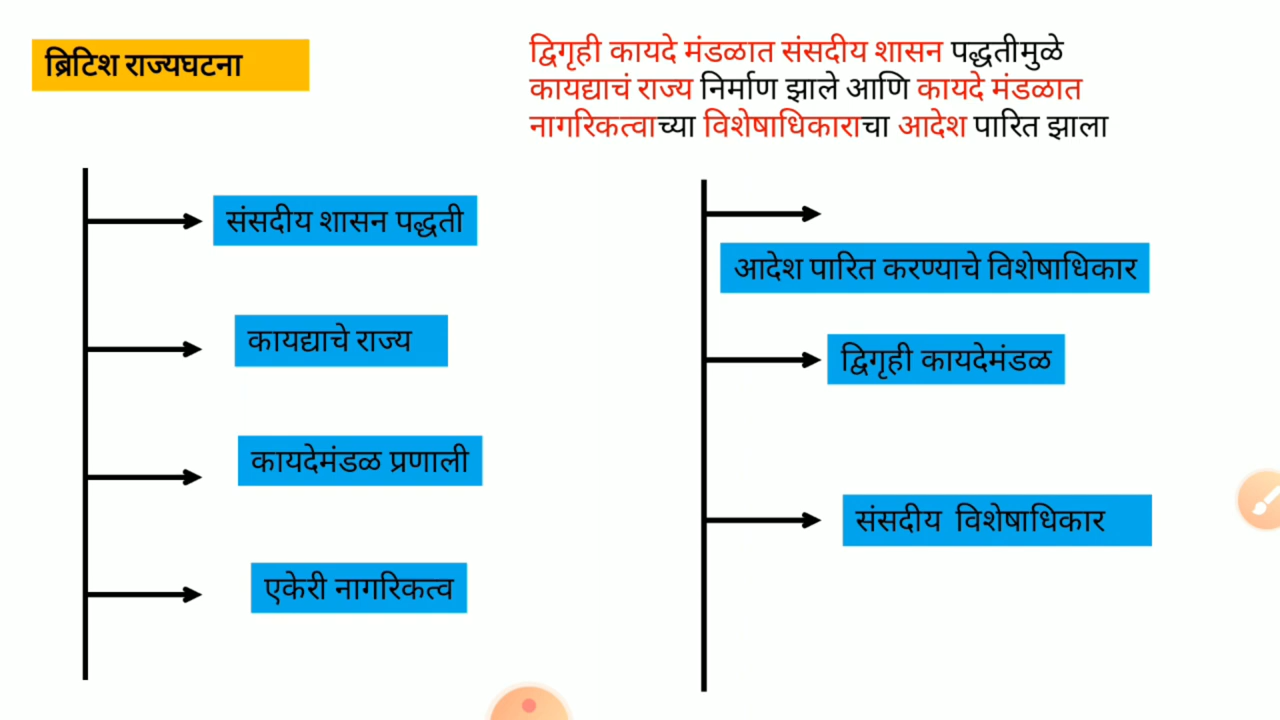 ब्रिटिश राज्यघटना
द्विगृही कायदे मंडळात संसदीय शासन पद्धतीमुळे
कायद्याचं राज्य निर्माण झाले आणि कायदे मंडळात
नागरिकत्वाच्या विशेषाधिकाराचा आदेश पारित झाला
संसदीय शासन पद्धती
कायद्याचे राज्य
कायदेमंडळ प्रणाली
एकेरी नागरिकत्व
आदेश पारित करण्याचे विशेषाधिकार
द्विगृही कायदेमंडळ
संसदीय विशेषाधिकार